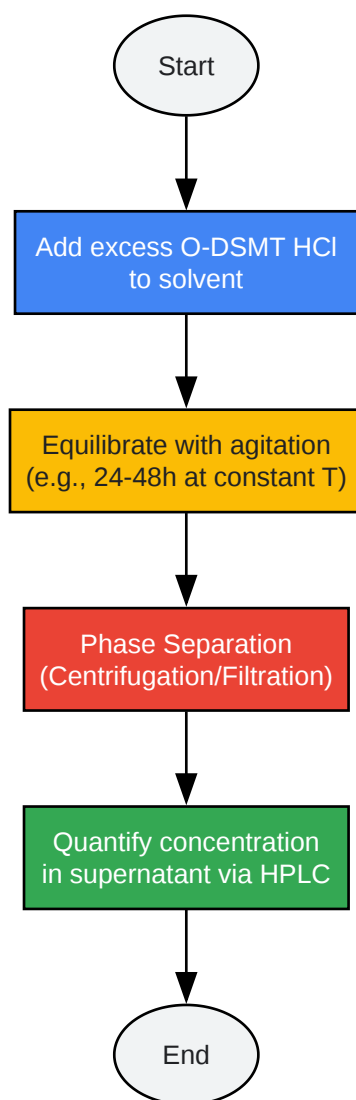 Start
Add excess O-DSMT HCl
to solvent
Equilibrate with agitation
(e.g., 24-48h at constant T)
Phase Separation
(Centrifugation/Filtration)
Quantify concentration
in supernatant via HPLC
End